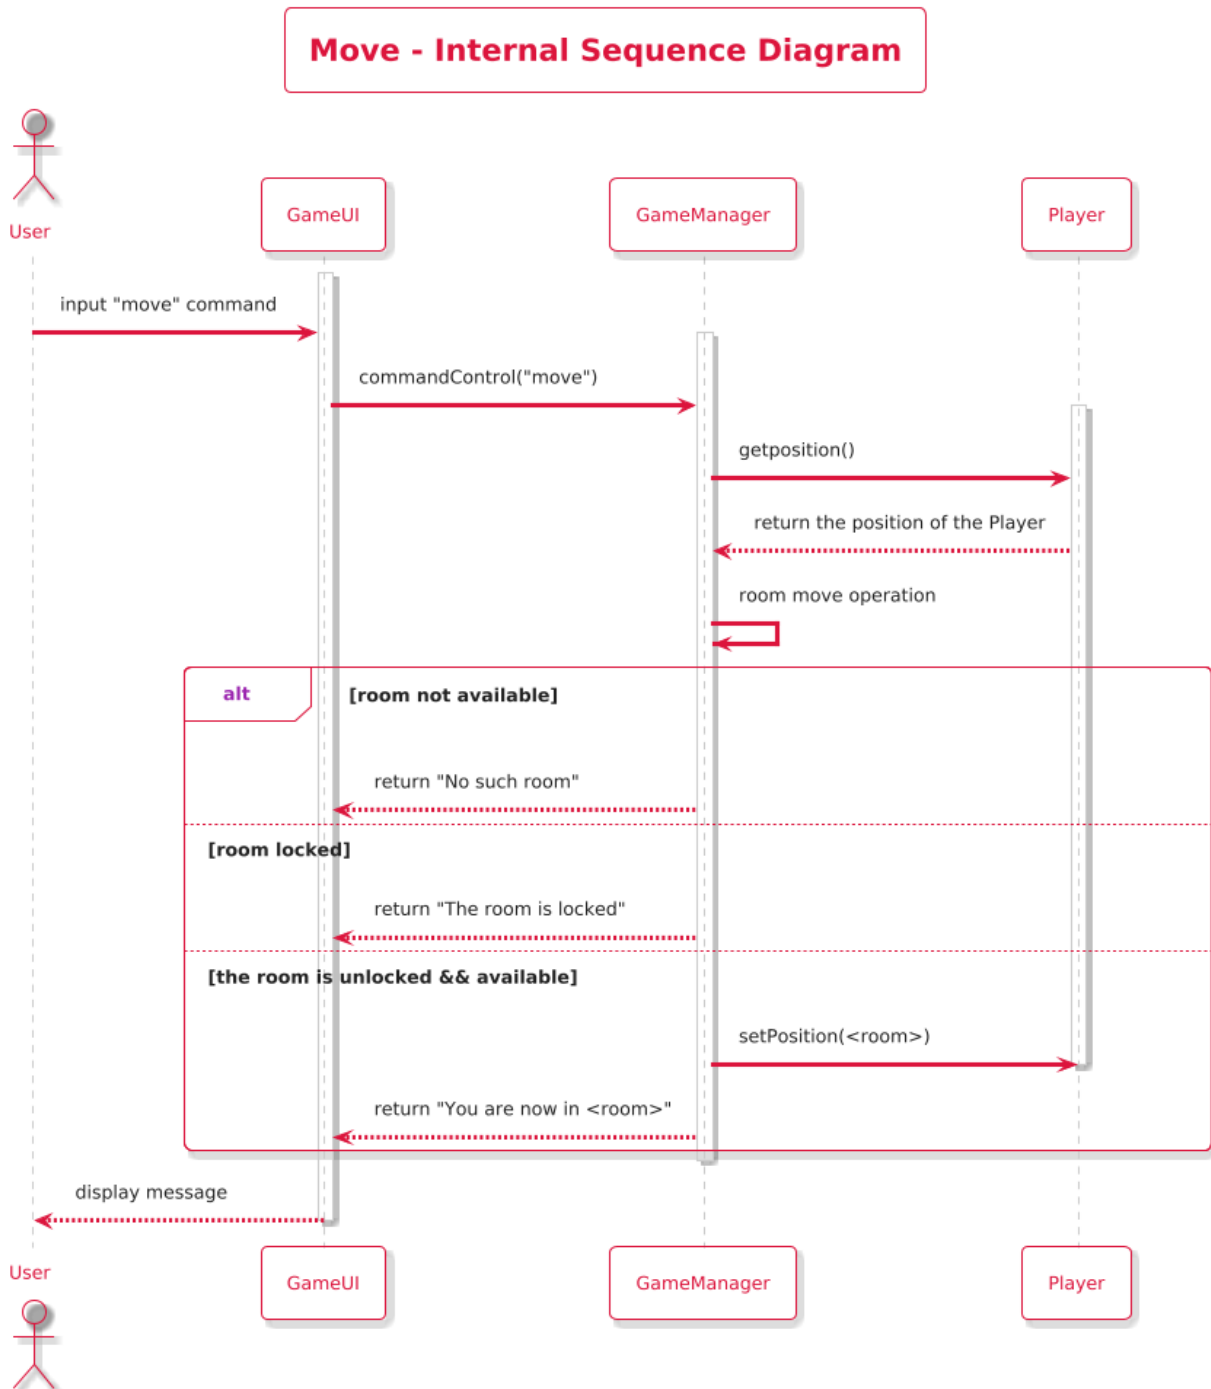 Move - Internal Sequence Diagram
User
GameUI
GameManager
Player
input "move" command
commandControl("move")
getposition()
return the position of the Player
room move operation
alt
[room not available]
return "No such room"
[room locked]
return "The room is locked"
[the room is unlocked && available]
setPosition(<room>)
return "You are now in <room>"
display message
User
GameUI
GameManager
Player